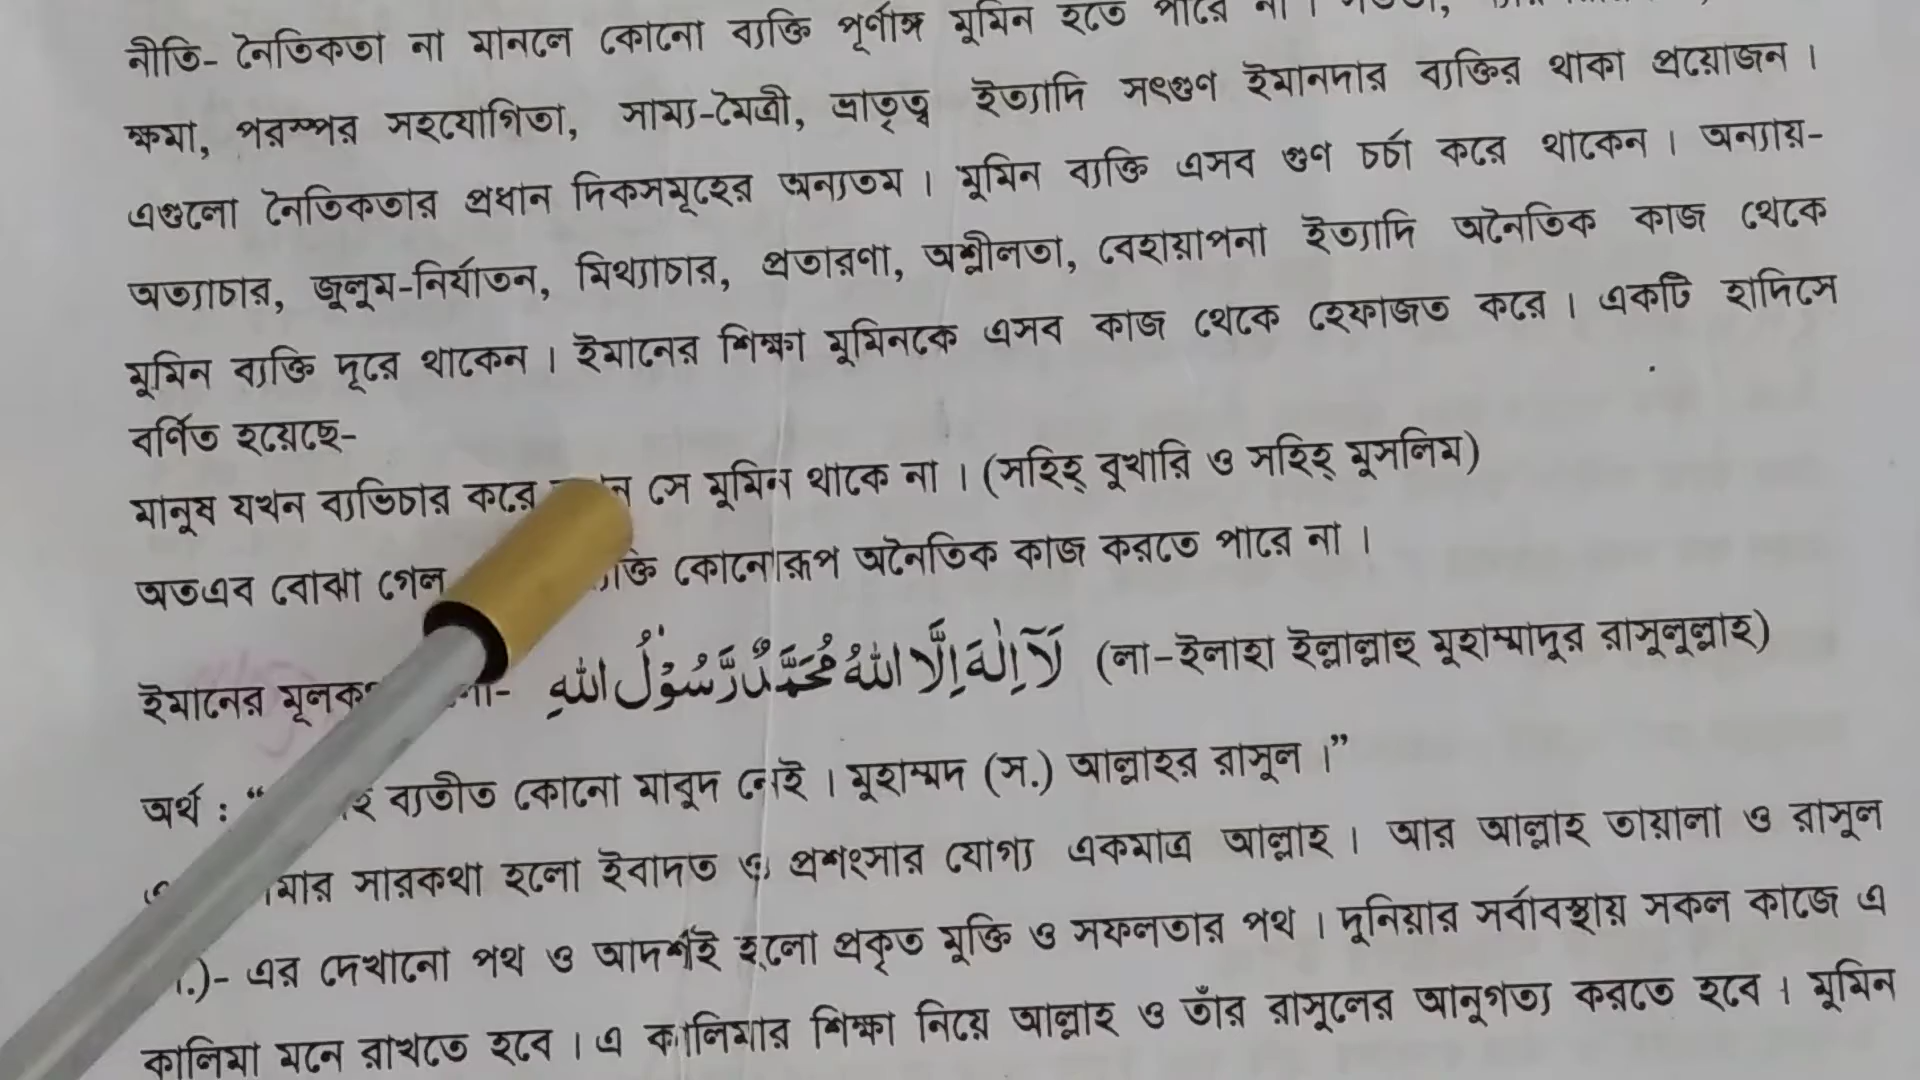 নীতি- নৈতিকতা না মানলে কোনো ব্যক্তি পূর্ণাঙ্গ মুমিন হতে পারে না।
ক্ষমা, পরস্পর সহযোগিতা, সাম্য-মৈত্রী, ভ্রাতৃত্ব ইত্যাদি সৎগুণ ইমানদার ব্যক্তির থাকা প্রয়োজন।
এগুলো নৈতিকতার প্রধান দিকসমূহের অন্যতম। মুমিন ব্যক্তি এসব গুণ চর্চা করে থাকেন। অন্যায়-
অত্যাচার, জুলুম-নির্যাতন, মিথ্যাচার, প্রতারণা, অশ্লীলতা, বেহায়াপনা ইত্যাদি অনৈতিক কাজ থেকে
মুমিন ব্যক্তি দূরে থাকেন। ইমানের শিক্ষা মুমিনকে এসব কাজ থেকে হেফাজত করে। একটি হাদিসে
বর্ণিত হয়েছে-
মানুষ যখন ব্যভিচার করে সে মুমিন থাকে না। (সহিহ্ বুখারি ও সহিহ্ মুসলিম)
অতএব বোঝা গেল কোনোরূপ অনৈতিক কাজ করতে পারে না।
ইমানের لَآ اِلٰهَ اِلَّا اللّٰهُ مُحَمَّدٌ رَّسُوْلُ اللّٰهِ (লা-ইলাহা ইল্লাল্লাহু মুহাম্মাদুর রাসুলুল্লাহ)
অর্থ : “ ব্যতীত কোনো মাবুদ নেই। মুহাম্মদ (স.) আল্লাহর রাসুল।”
সারকথা হলো ইবাদত ও প্রশংসার যোগ্য একমাত্র আল্লাহ। আর আল্লাহ তায়ালা ও রাসুল
এর দেখানো পথ ও আদর্শই হলো প্রকৃত মুক্তি ও সফলতার পথ। দুনিয়ার সর্বাবস্থায় সকল কাজে এ
কালিমা মনে রাখতে হবে। এ কালিমার শিক্ষা নিয়ে আল্লাহ ও তাঁর রাসুলের আনুগত্য করতে হবে। মুমিন